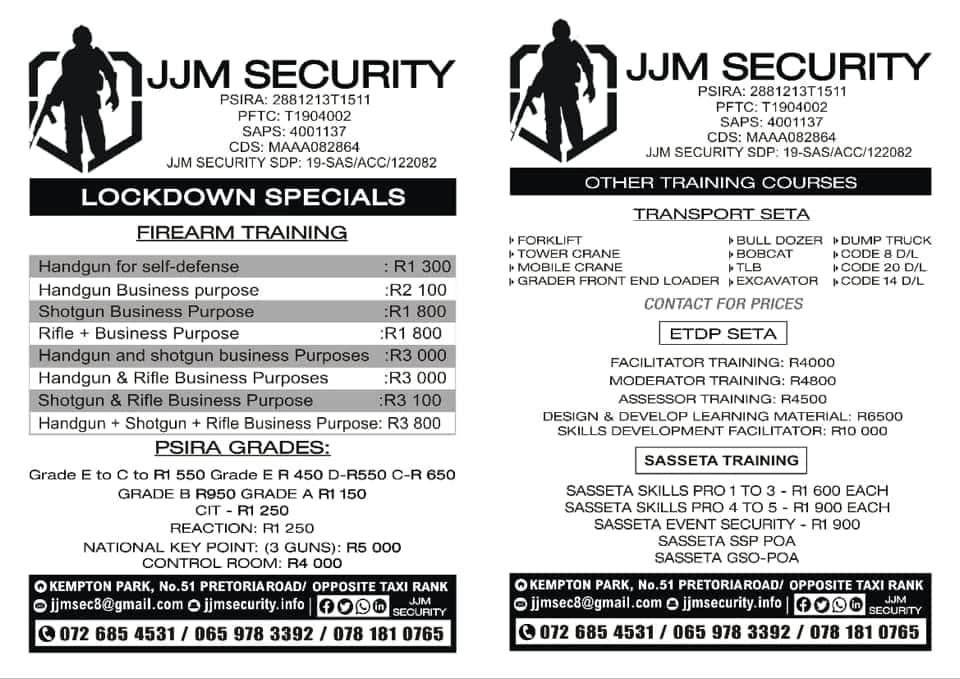 JJM SECURITY
PSIRA: 2881213T1511
PFTC: T1904002
SAPS: 4001137
CDS: MAAA082864
JJM SECURITY SDP: 19-SAS/ACC/122082
LOCKDOWN SPECIALS
FIREARM TRAINING
Handgun for self-defense : R1 300
Handgun Business purpose :R2 100
Shotgun Business Purpose :R1 800
Rifle + Business Purpose :R1 800
Handgun and shotgun business Purposes :R3 000
Handgun & Rifle Business Purposes :R3 000
Shotgun & Rifle Business Purpose :R3 100
Handgun + Shotgun + Rifle Business Purpose: R3 800
PSIRA GRADES:
Grade E to C to R1 550 Grade E R 450 D-R550 C-R 650
GRADE B R950 GRADE A R1 150
CIT - R1 250
REACTION: R1 250
NATIONAL KEY POINT: (3 GUNS): R5 000
CONTROL ROOM: R4 000
KEMPTON PARK, No.51 PRETORIA ROAD/ OPPOSITE TAXI RANK
jjmsec8@gmail.com jjmsecurity.info | JJM SECURITY
072 685 4531 / 065 978 3392 / 078 181 0765
JJM SECURITY
PSIRA: 2881213T1511
PFTC: T1904002
SAPS: 4001137
CDS: MAAA082864
JJM SECURITY SDP: 19-SAS/ACC/122082
OTHER TRAINING COURSES
TRANSPORT SETA
FORKLIFT BULL DOZER DUMP TRUCK
TOWER CRANE BOBCAT CODE 8 D/L
MOBILE CRANE TLB CODE 20 D/L
GRADER FRONT END LOADER EXCAVATOR CODE 14 D/L
CONTACT FOR PRICES
ETDP SETA
FACILITATOR TRAINING: R4000
MODERATOR TRAINING: R4800
ASSESSOR TRAINING: R4500
DESIGN & DEVELOP LEARNING MATERIAL: R6500
SKILLS DEVELOPMENT FACILITATOR: R10 000
SASSETA TRAINING
SASSETA SKILLS PRO 1 TO 3 - R1 600 EACH
SASSETA SKILLS PRO 4 TO 5 - R1 900 EACH
SASSETA EVENT SECURITY - R1 900
SASSETA SSP POA
SASSETA GSO-POA
KEMPTON PARK, No.51 PRETORIA ROAD/ OPPOSITE TAXI RANK
jjmsec8@gmail.com jjmsecurity.info | JJM SECURITY
072 685 4531 / 065 978 3392 / 078 181 0765